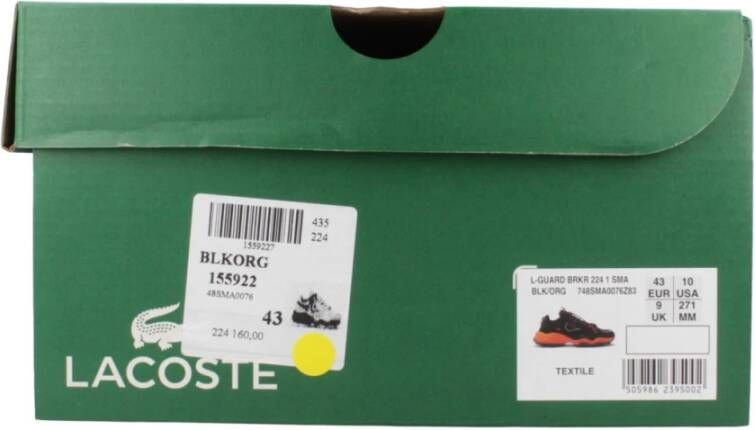 435
224
1559227
BLKORG
155922
48SMA0076
43
224 160,00
LACOSTE
L-GUARD BRKR 224 1 SMA
BLK/ORG 748SMA0076Z83
43 10
EUR USA
9 271
UK MM
TEXTILE
505986 2395002